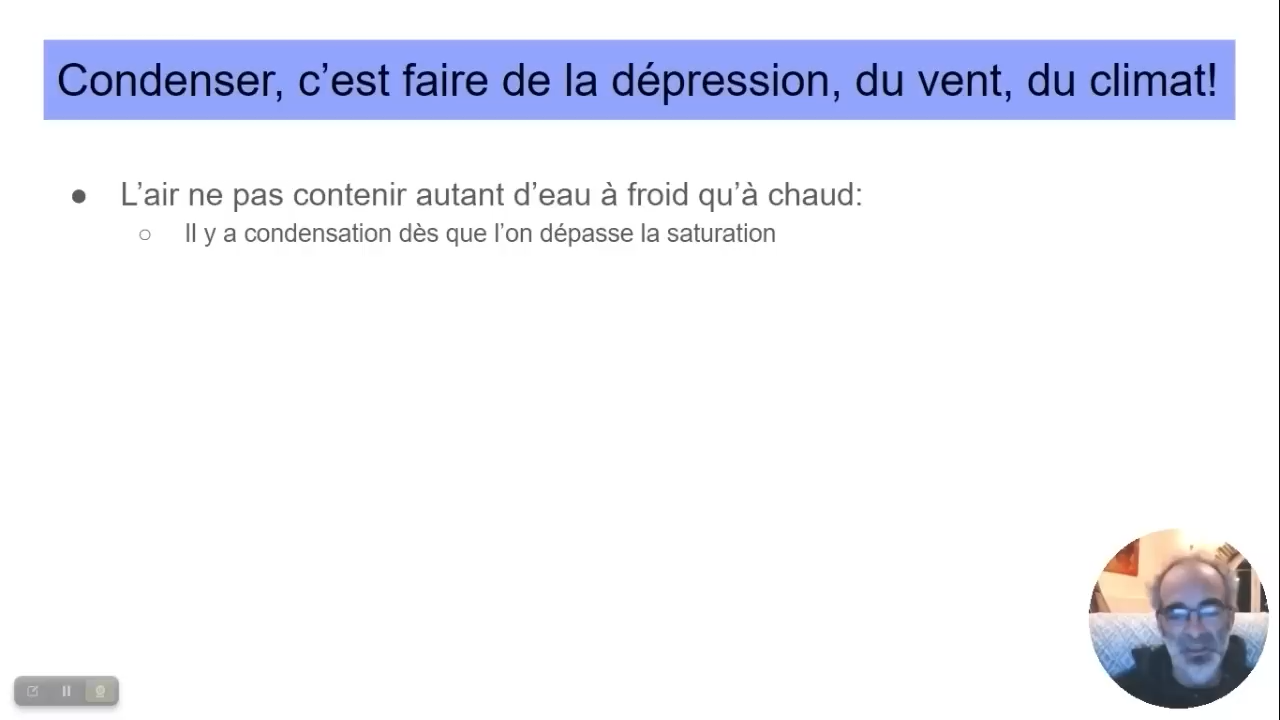 Condenser, c’est faire de la dépression, du vent, du climat!
● L’air ne pas contenir autant d’eau à froid qu’à chaud:
○ Il y a condensation dès que l’on dépasse la saturation